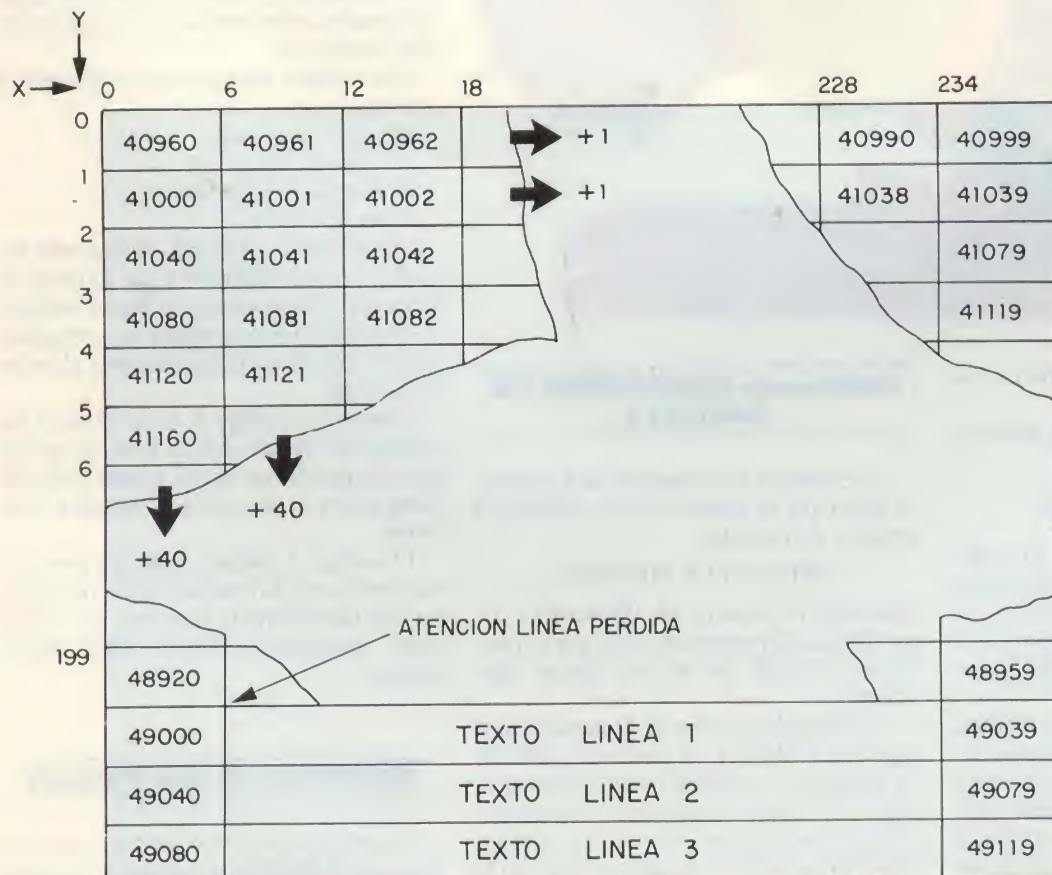 Y
X 0 6 12 18 228 234
0 40960 40961 40962 +1 40990 40999
1 41000 41001 41002 +1 41038 41039
2 41040 41041 41042 41079
3 41080 41081 41082 41119
4 41120 41121
5 41160
6
+40
+40
ATENCION LINEA PERDIDA
199 48920 48959
49000 TEXTO LINEA 1 49039
49040 TEXTO LINEA 2 49079
49080 TEXTO LINEA 3 49119